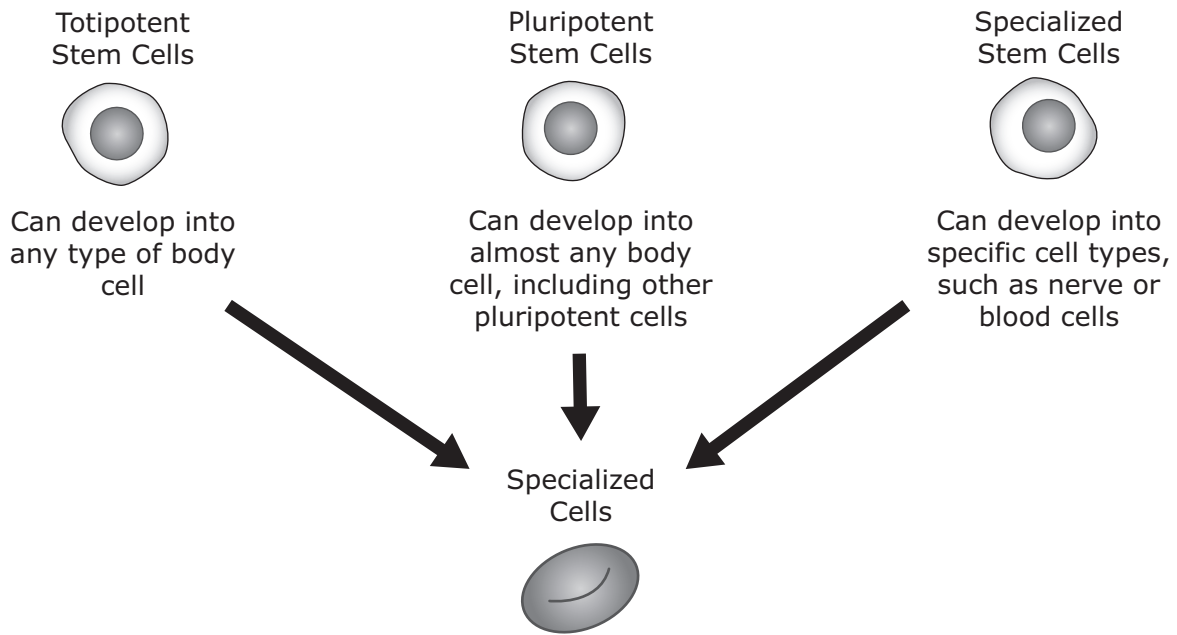 Totipotent
Stem Cells
Can develop into
any type of body
cell
Pluripotent
Stem Cells
Can develop into
almost any body
cell, including other
pluripotent cells
Specialized
Stem Cells
Can develop into
specific cell types,
such as nerve or
blood cells
Specialized
Cells